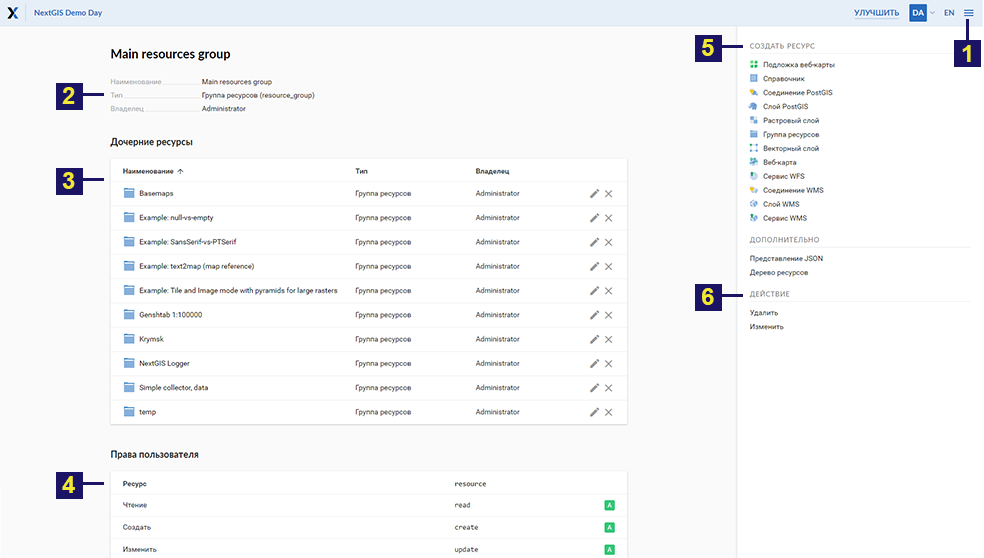 NextGIS Demo Day
УЛУЧШИТЬ DA EN
1
Main resources group
Наименование Main resources group
2
Тип Группа ресурсов (resource_group)
Владелец Administrator
Дочерние ресурсы
3
Наименование Тип Владелец
Basemaps Группа ресурсов Administrator
Example: null-vs-empty Группа ресурсов Administrator
Example: SansSerif-vs-PTSerif Группа ресурсов Administrator
Example: text2map (map reference) Группа ресурсов Administrator
Example: Tile and Image mode with pyramids for large rasters Группа ресурсов Administrator
Genshtab 1:100000 Группа ресурсов Administrator
Krymsk Группа ресурсов Administrator
NextGIS Logger Группа ресурсов Administrator
Simple collector, data Группа ресурсов Administrator
temp Группа ресурсов Administrator
Права пользователя
4
Ресурс resource
Чтение read A
Создать create A
Изменить update A
5
СОЗДАТЬ РЕСУРС
Подложка веб-карты
Справочник
Соединение PostGIS
Слой PostGIS
Растровый слой
Группа ресурсов
Векторный слой
Веб-карта
Сервис WFS
Соединение WMS
Слой WMS
Сервис WMS
ДОПОЛНИТЕЛЬНО
Представление JSON
Дерево ресурсов
6
ДЕЙСТВИЕ
Удалить
Изменить